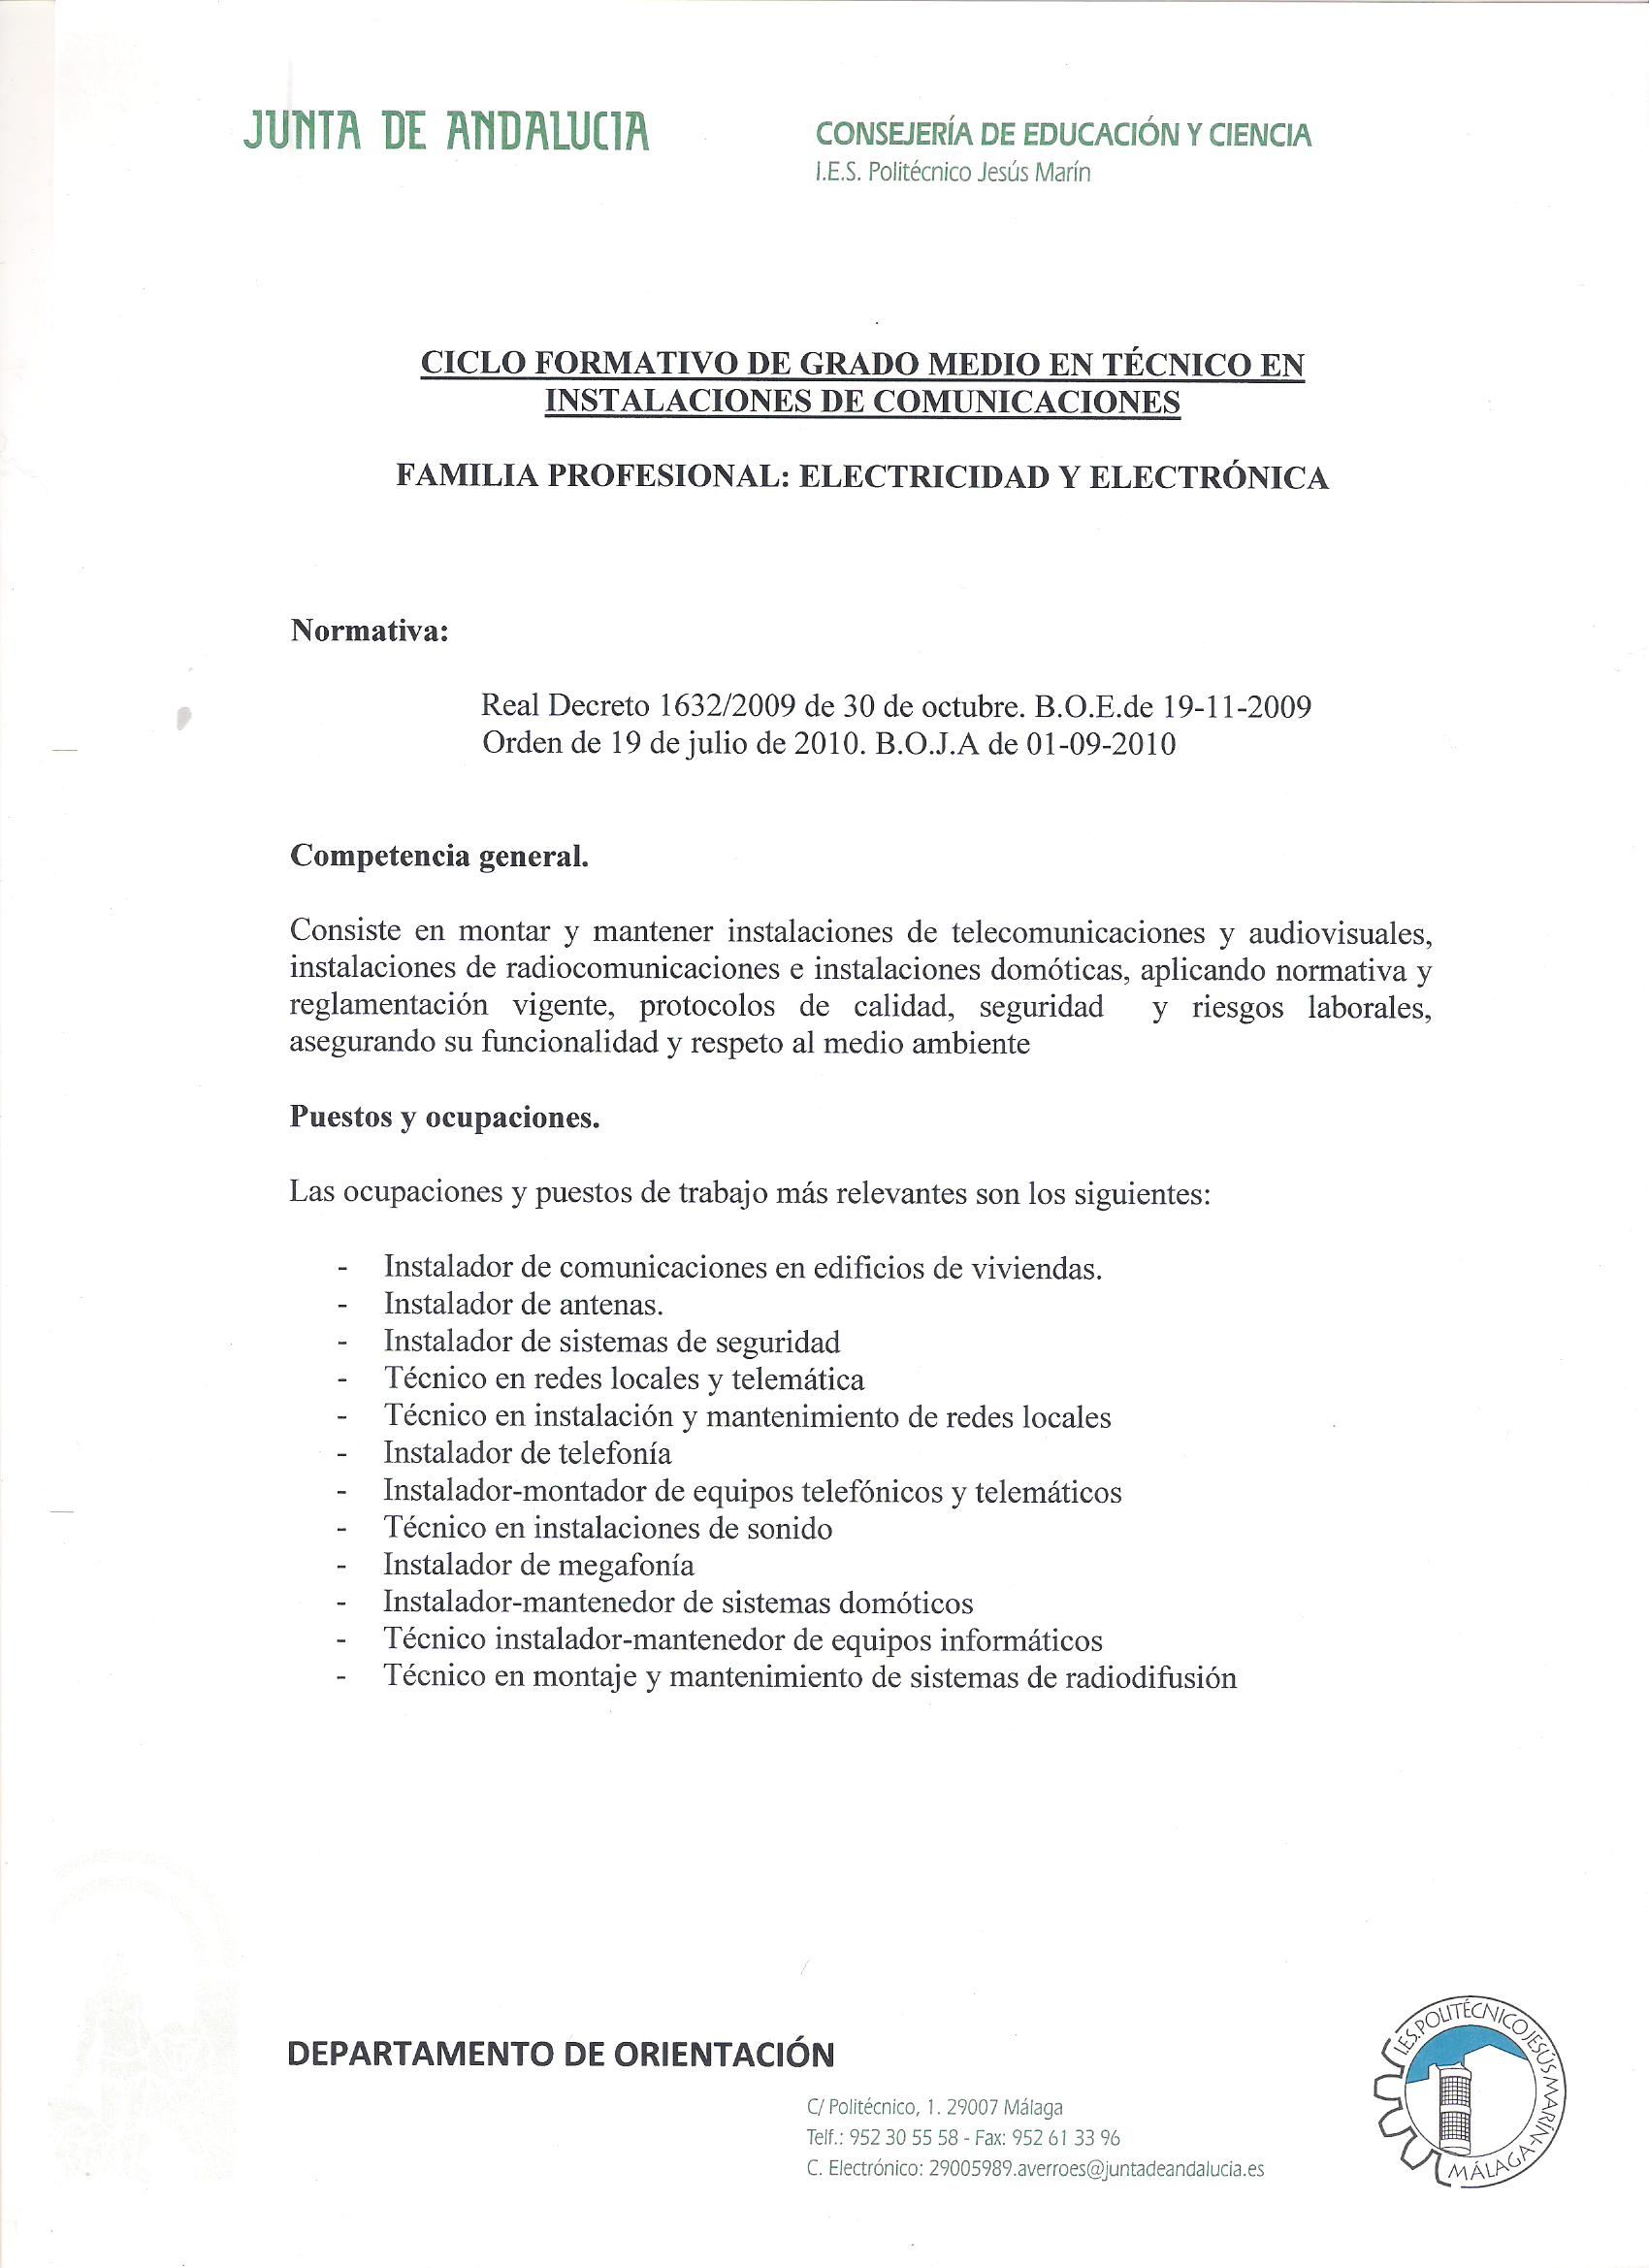 JUNTA DE ANDALUCIA
CONSEJERÍA DE EDUCACIÓN Y CIENCIA
I.E.S. Politécnico Jesús Marín
CICLO FORMATIVO DE GRADO MEDIO EN TÉCNICO EN
INSTALACIONES DE COMUNICACIONES
FAMILIA PROFESIONAL: ELECTRICIDAD Y ELECTRÓNICA
Normativa:
Real Decreto 1632/2009 de 30 de octubre. B.O.E.de 19-11-2009
Orden de 19 de julio de 2010. B.O.J.A de 01-09-2010
Competencia general.
Consiste en montar y mantener instalaciones de telecomunicaciones y audiovisuales,
instalaciones de radiocomunicaciones e instalaciones domóticas, aplicando normativa y
reglamentación vigente, protocolos de calidad, seguridad y riesgos laborales,
asegurando su funcionalidad y respeto al medio ambiente
Puestos y ocupaciones.
Las ocupaciones y puestos de trabajo más relevantes son los siguientes:
- Instalador de comunicaciones en edificios de viviendas.
- Instalador de antenas.
- Instalador de sistemas de seguridad
- Técnico en redes locales y telemática
- Técnico en instalación y mantenimiento de redes locales
- Instalador de telefonía
- Instalador-montador de equipos telefónicos y telemáticos
- Técnico en instalaciones de sonido
- Instalador de megafonía
- Instalador-mantenedor de sistemas domóticos
- Técnico instalador-mantenedor de equipos informáticos
- Técnico en montaje y mantenimiento de sistemas de radiodifusión
DEPARTAMENTO DE ORIENTACIÓN
C/ Politécnico, 1. 29007 Málaga
Telf.: 952 30 55 58 - Fax: 952 61 33 96
C. Electrónico: 29005989.averroes@juntadeandalucia.es
I.E.S. POLITÉCNICO JESÚS MARÍN-MÁLAGA-